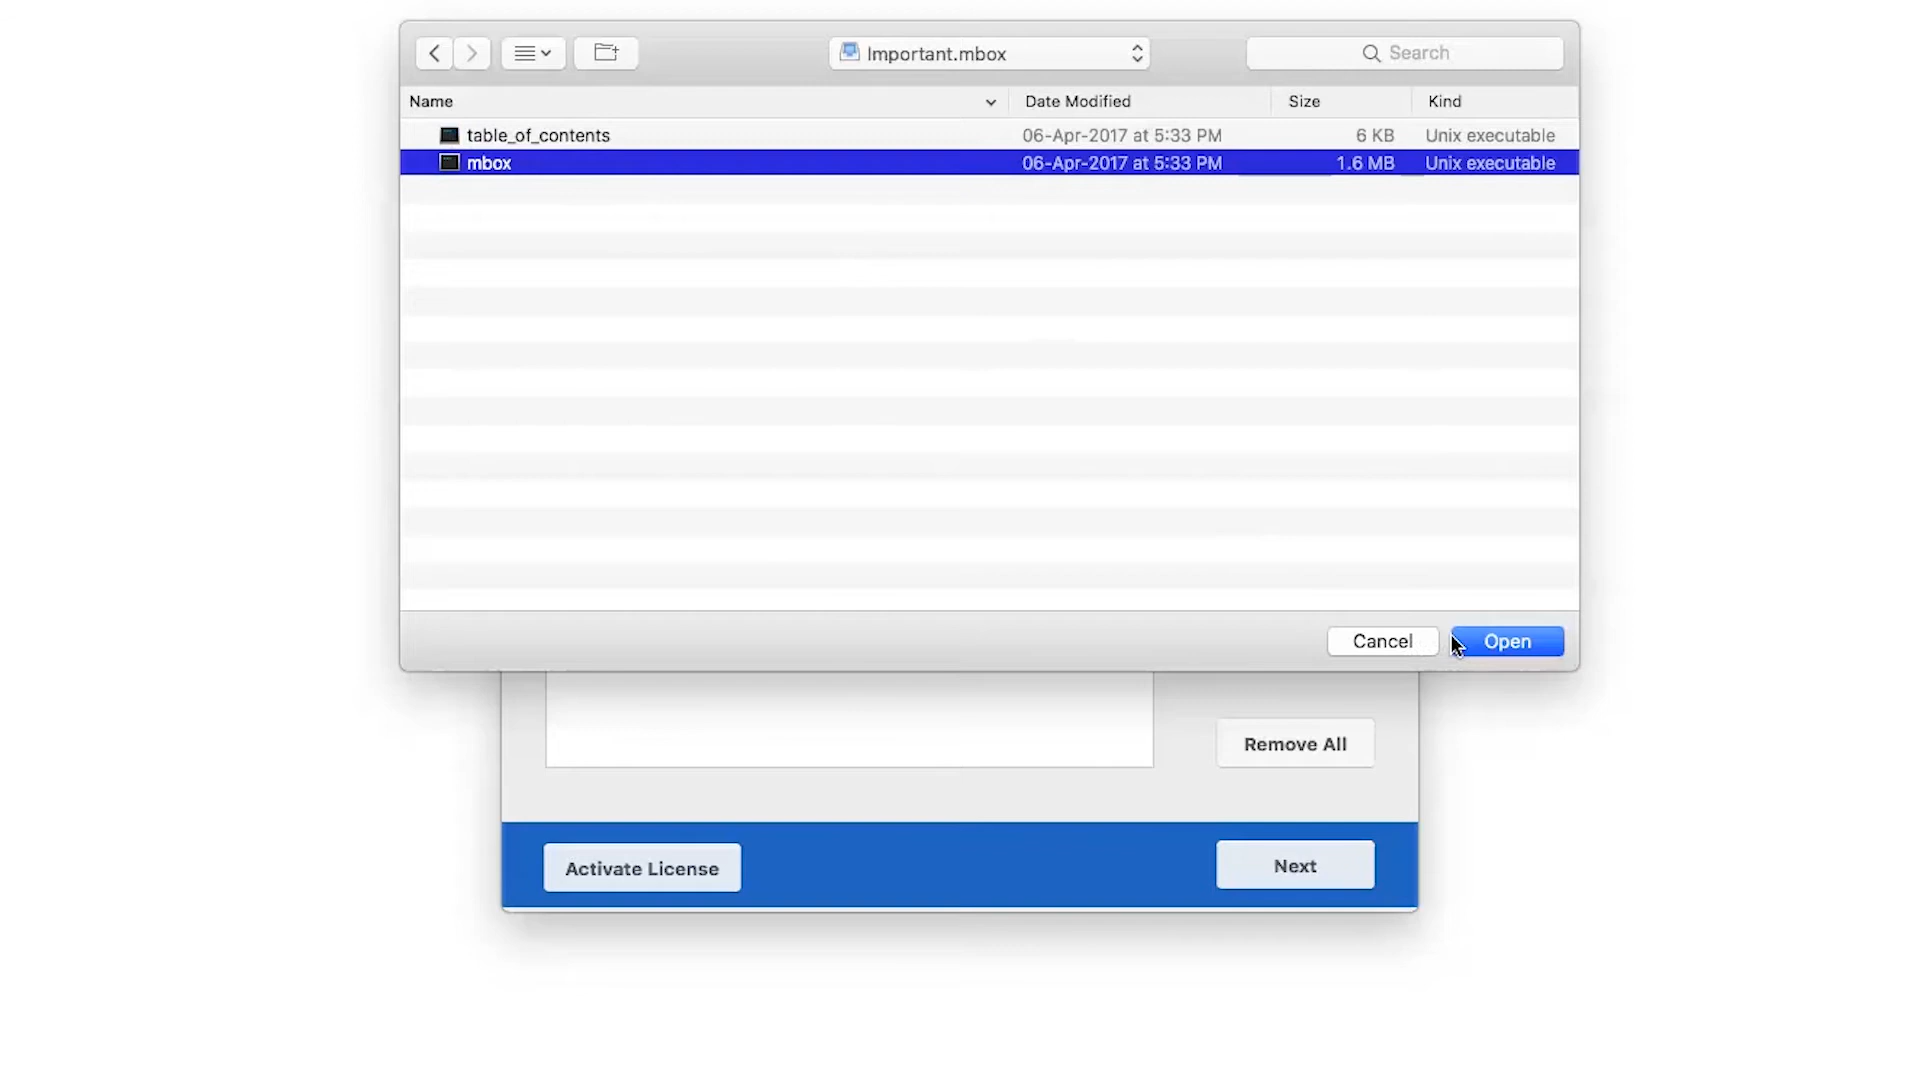 Important.mbox
Search
Name Date Modified Size Kind
table_of_contents 06-Apr-2017 at 5:33 PM 6 KB Unix executable
mbox 06-Apr-2017 at 5:33 PM 1.6 MB Unix executable
Cancel Open
Remove All
Activate License Next